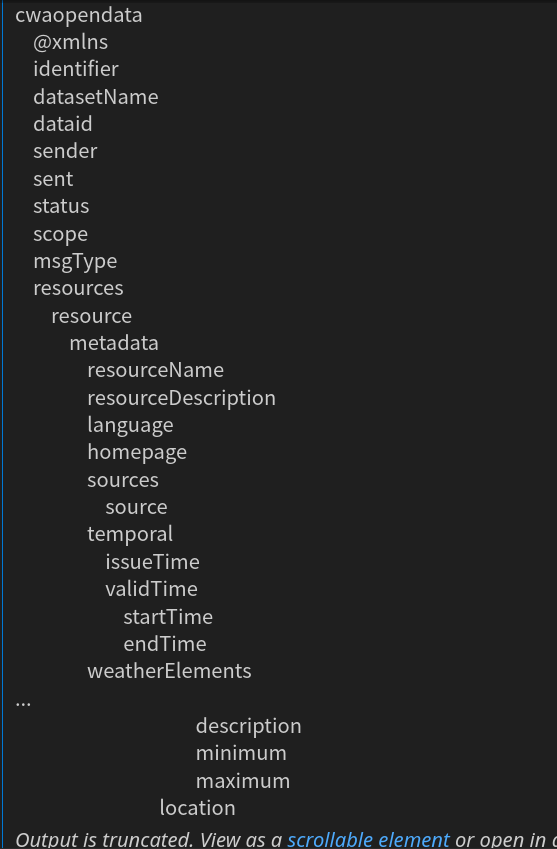 cwaopendata
@xmlns
identifier
datasetName
dataid
sender
sent
status
scope
msgType
resources
resource
metadata
resourceName
resourceDescription
language
homepage
sources
source
temporal
issueTime
validTime
startTime
endTime
weatherElements
...
description
minimum
maximum
location
Output is truncated. View as a scrollable element or open in